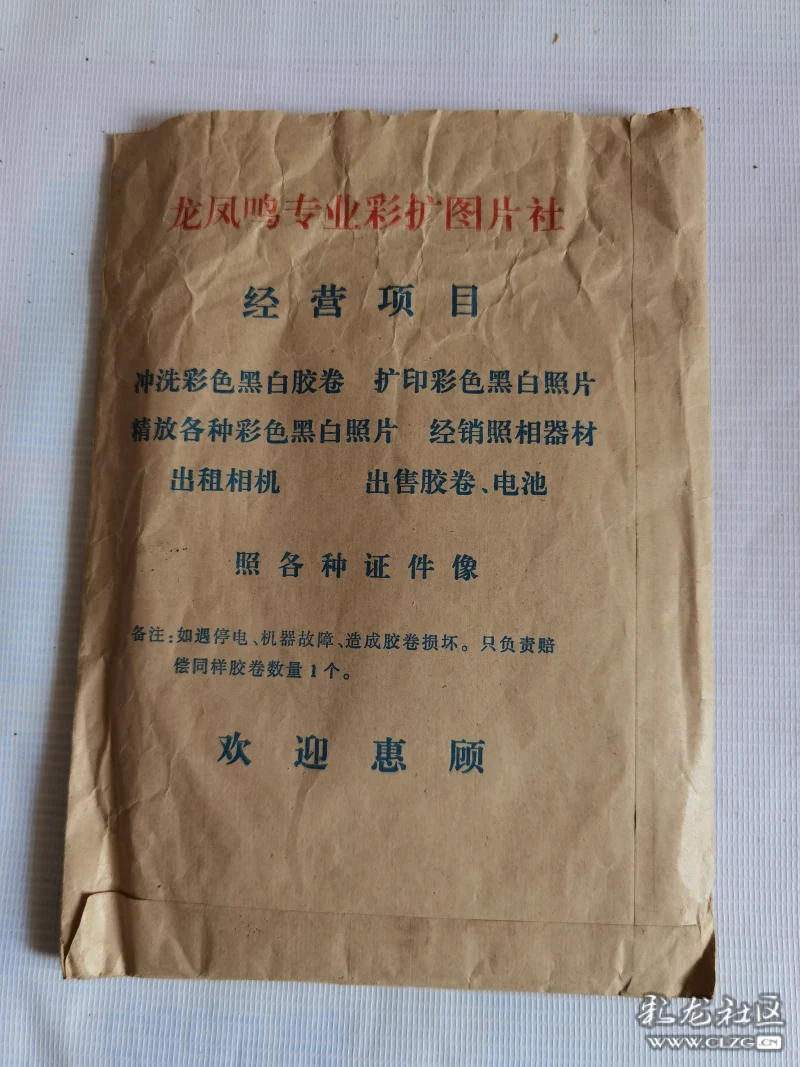 龙凤鸣专业彩扩图片社
经营项目
冲洗彩色黑白胶卷 扩印彩色黑白照片
精放各种彩色黑白照片 经销照相器材
出租相机 出售胶卷、电池
照各种证件像
备注:如遇停电、机器故障、造成胶卷损坏。只负责赔
偿同样胶卷数量1个。
欢迎惠顾
私龙社区
WWW.CLZG.CN